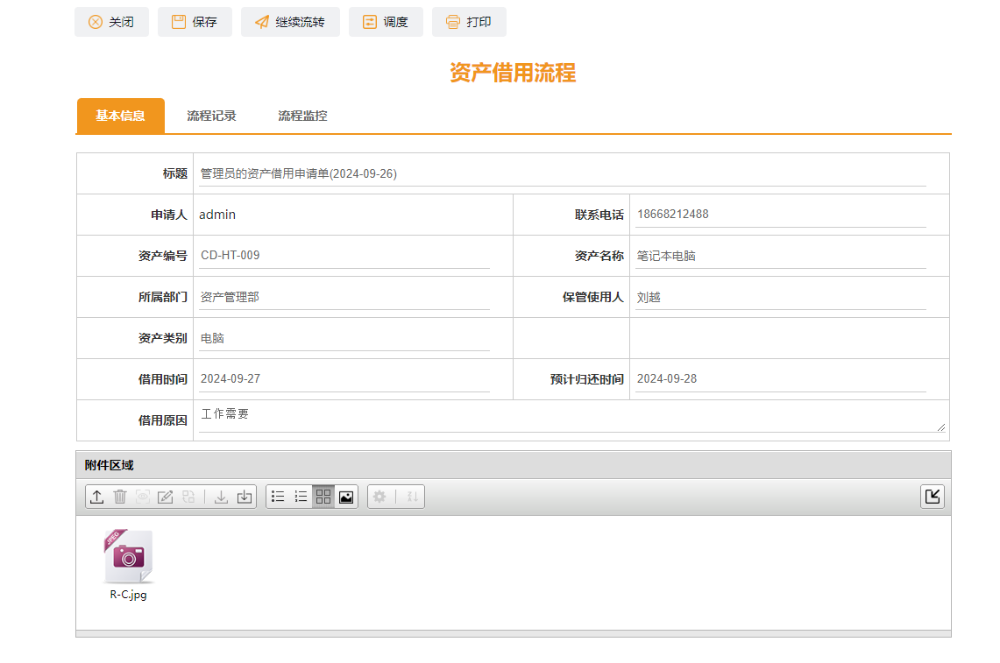 关闭 保存 继续流转 调度 打印
资产借用流程
基本信息 流程记录 流程监控
标题 管理员的资产借用申请单(2024-09-26)
申请人 admin 联系电话 18668212488
资产编号 CD-HT-009 资产名称 笔记本电脑
所属部门 资产管理部 保管使用人 刘越
资产类别 电脑
借用时间 2024-09-27 预计归还时间 2024-09-28
借用原因 工作需要
附件区域
JPEG
R-C.jpg